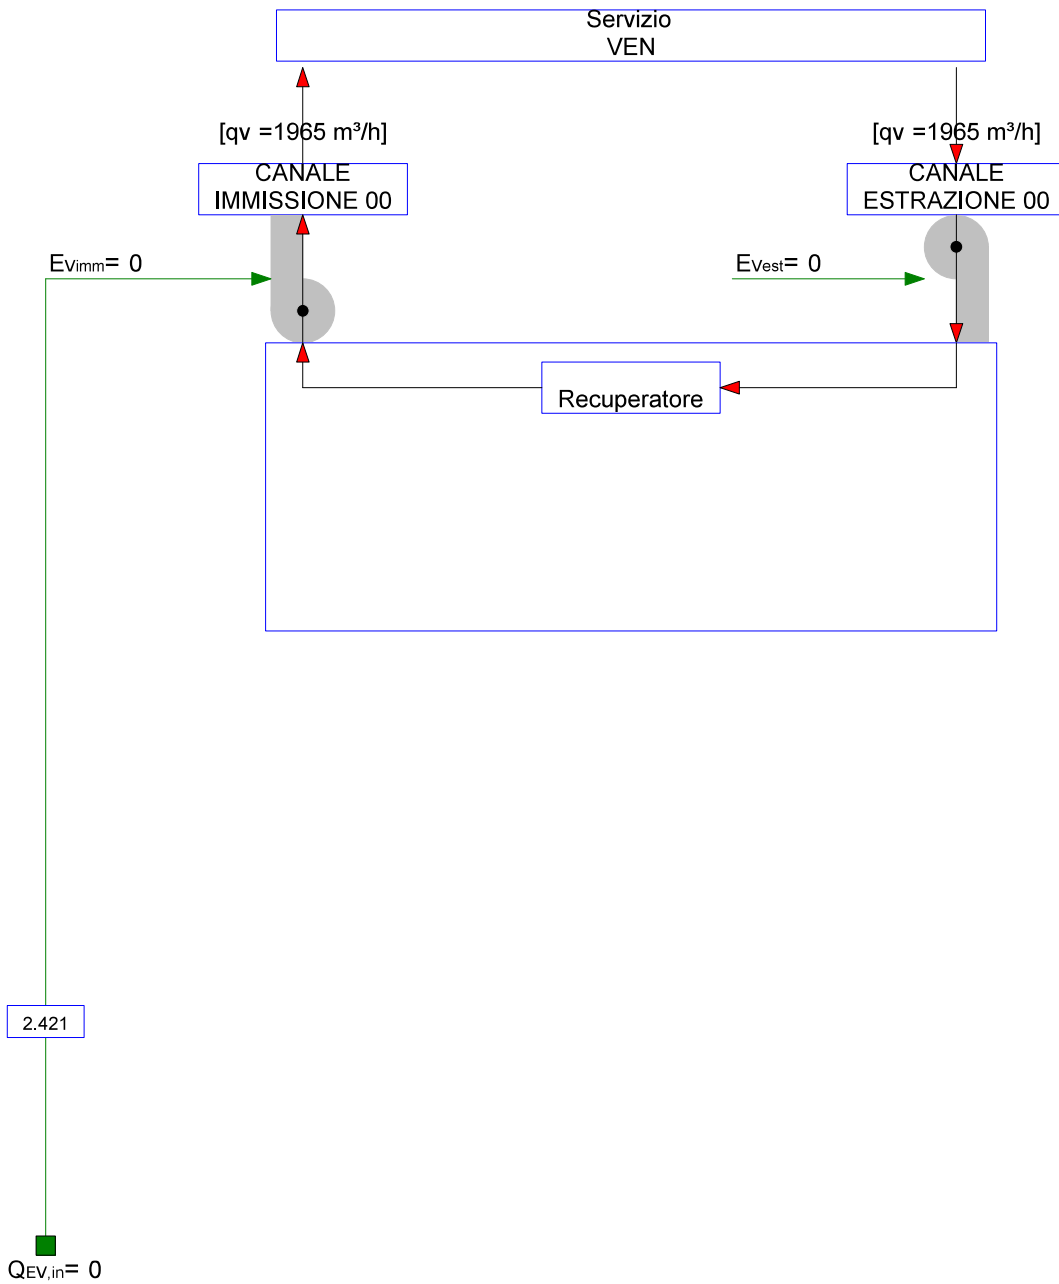 Servizio
VEN
[qv =1965 m³/h]
[qv =1965 m³/h]
CANALE
IMMISSIONE 00
CANALE
ESTRAZIONE 00
EVimm= 0
EVest= 0
Recuperatore
2.421
QEV,in= 0